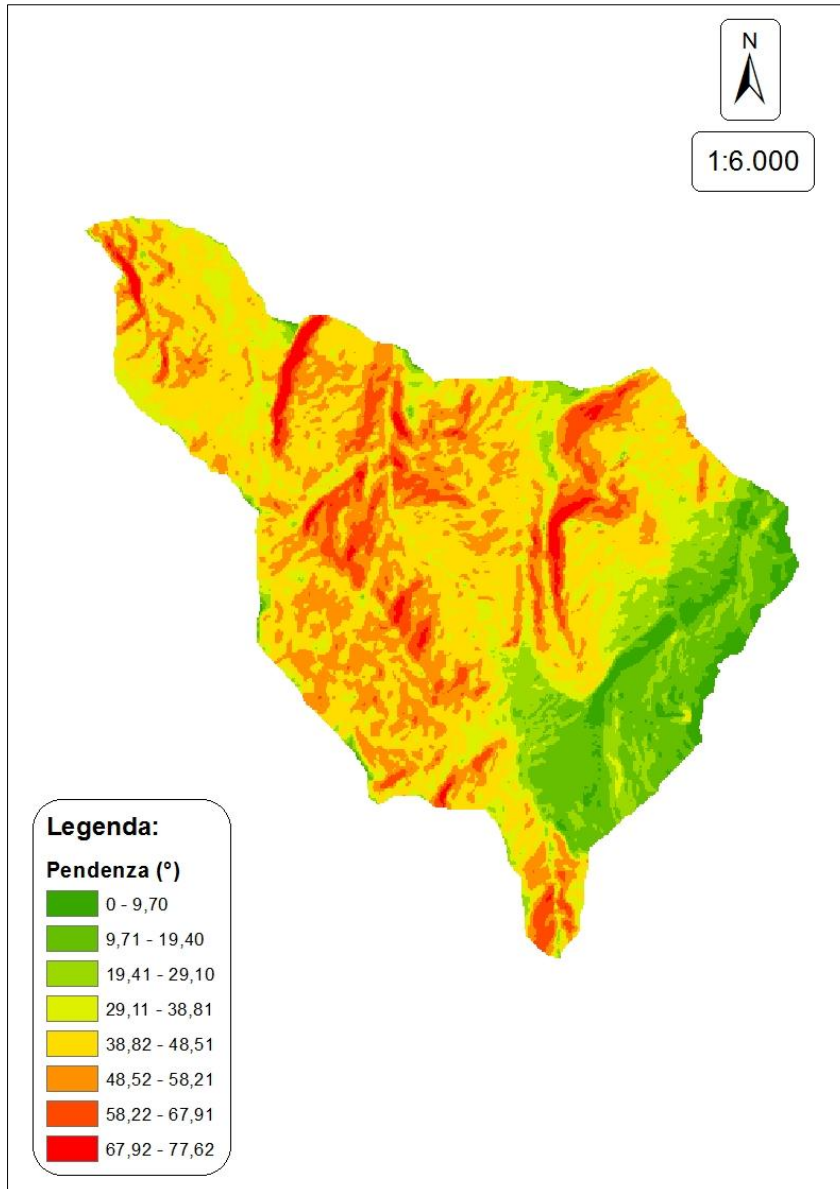 N
1:6.000
Legenda:
Pendenza (°)
0 - 9,70
9,71 - 19,40
19,41 - 29,10
29,11 - 38,81
38,82 - 48,51
48,52 - 58,21
58,22 - 67,91
67,92 - 77,62